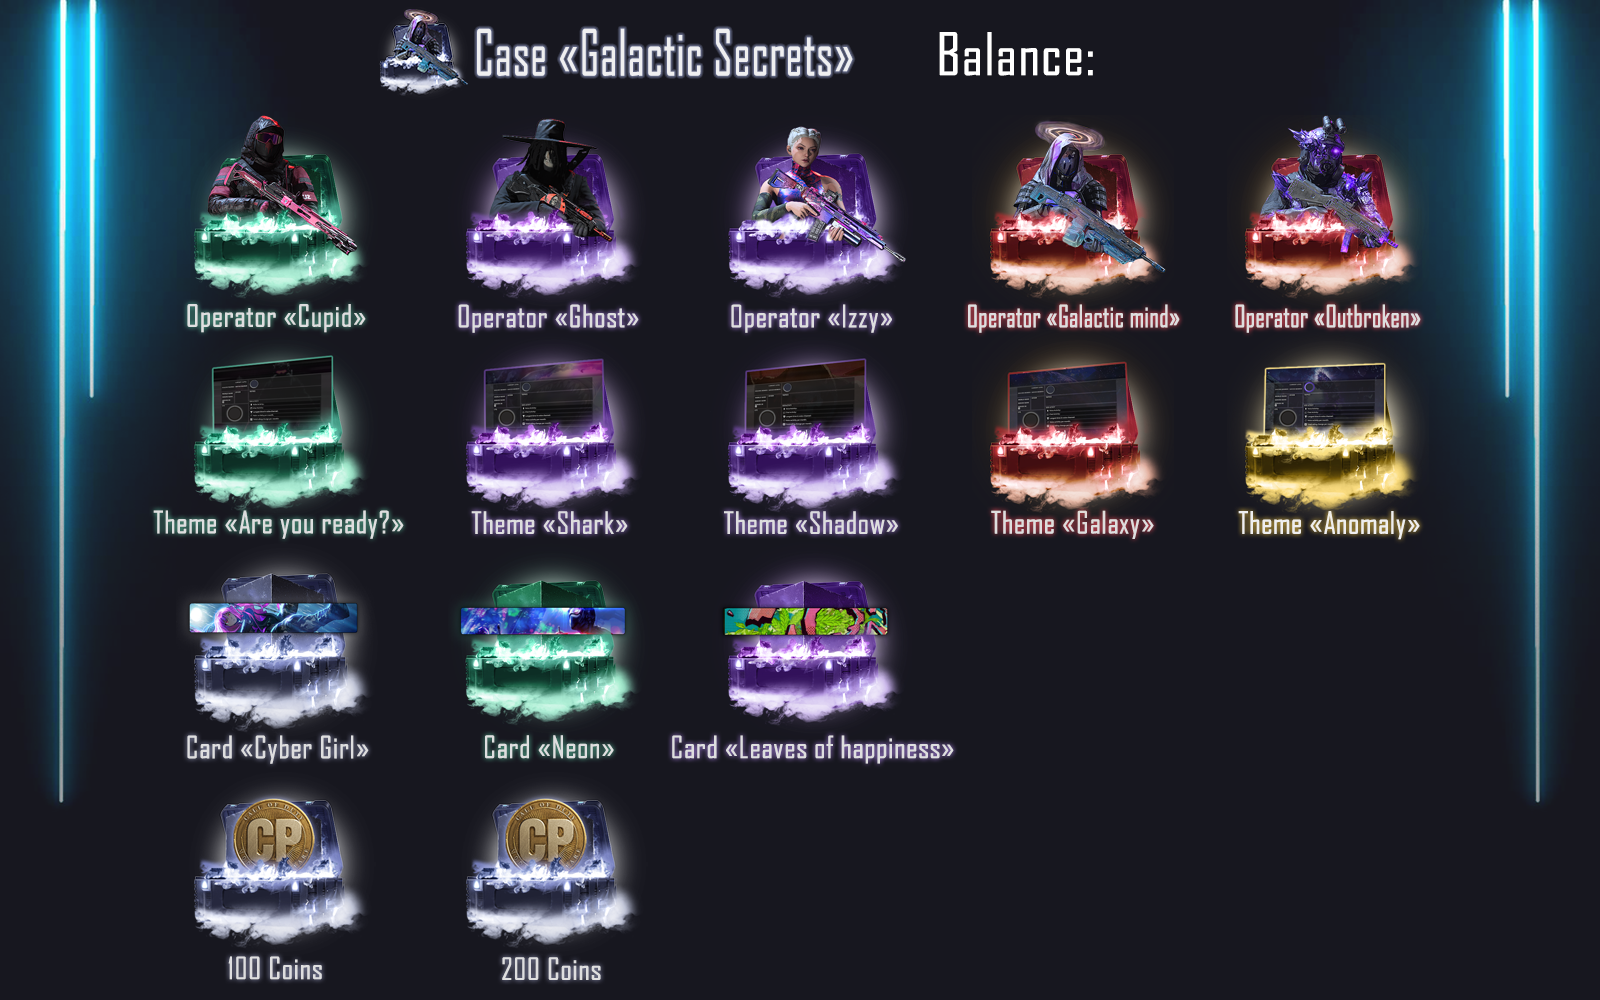 Case «Galactic Secrets»
Balance:
Operator «Cupid»
Operator «Ghost»
Operator «Izzy»
Operator «Galactic mind»
Operator «Outbroken»
Theme «Are you ready?»
Theme «Shark»
Theme «Shadow»
Theme «Galaxy»
Theme «Anomaly»
Card «Cyber Girl»
Card «Neon»
Card «Leaves of happiness»
CP
CP
100 Coins
200 Coins